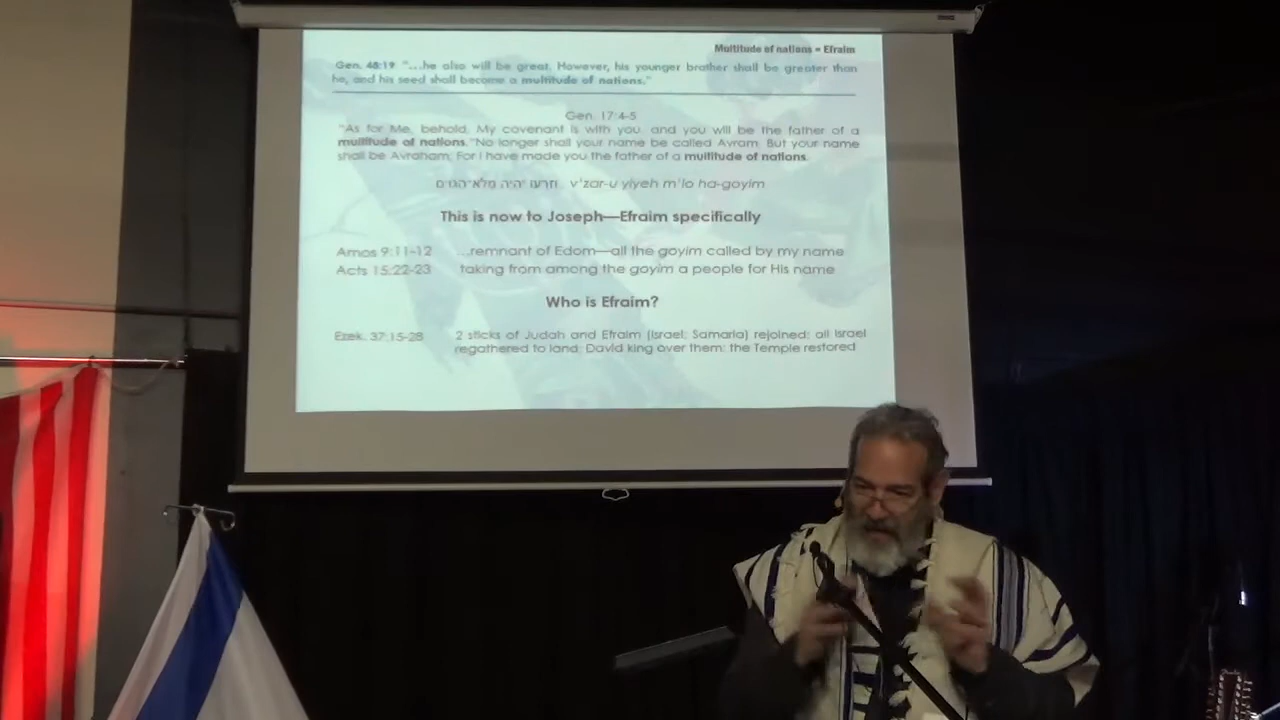 Multitude of nations = Efraim
Gen. 48:19 "...he also will be great. However, his younger brother shall be greater than
he, and his seed shall become a multitude of nations."
Gen. 17:4-5
"As for Me, behold, My covenant is with you, and you will be the father of a
multitude of nations. "No longer shall your name be called Avram, But your name
shall be Avraham; For I have made you the father of a multitude of nations.
וזרעו יהיה מלא־הגוים v'zar-u yiyeh m'lo ha-goyim
This is now to Joseph—Efraim specifically
Amos 9:11-12 ...remnant of Edom—all the goyim called by my name
Acts 15:22-23 taking from among the goyim a people for His name
Who is Efraim?
Ezek. 37:15-28 2 sticks of Judah and Efraim (Israel; Samaria) rejoined; all Israel
regathered to land; David king over them; the Temple restored